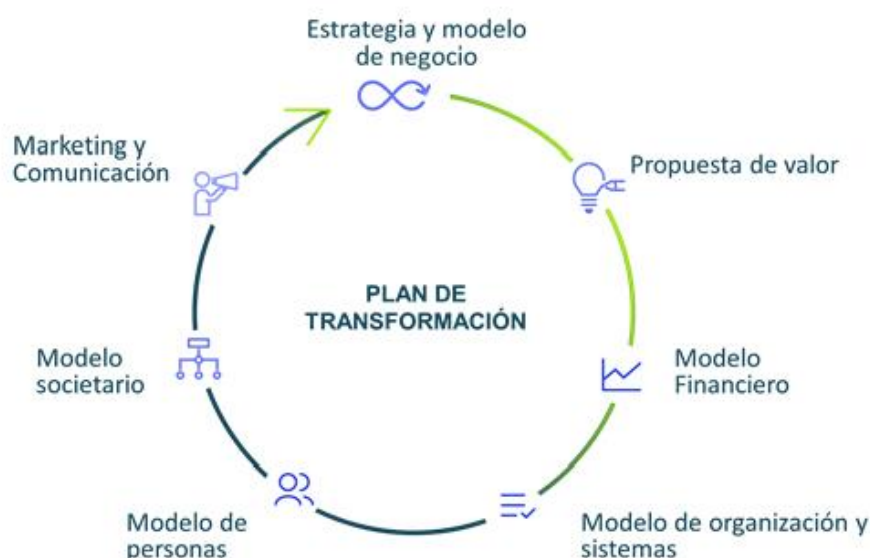 Estrategia y modelo
de negocio
Propuesta de valor
Modelo
Financiero
Modelo de organización y
sistemas
Modelo de
personas
Modelo
societario
Marketing y
Comunicación
PLAN DE
TRANSFORMACIÓN